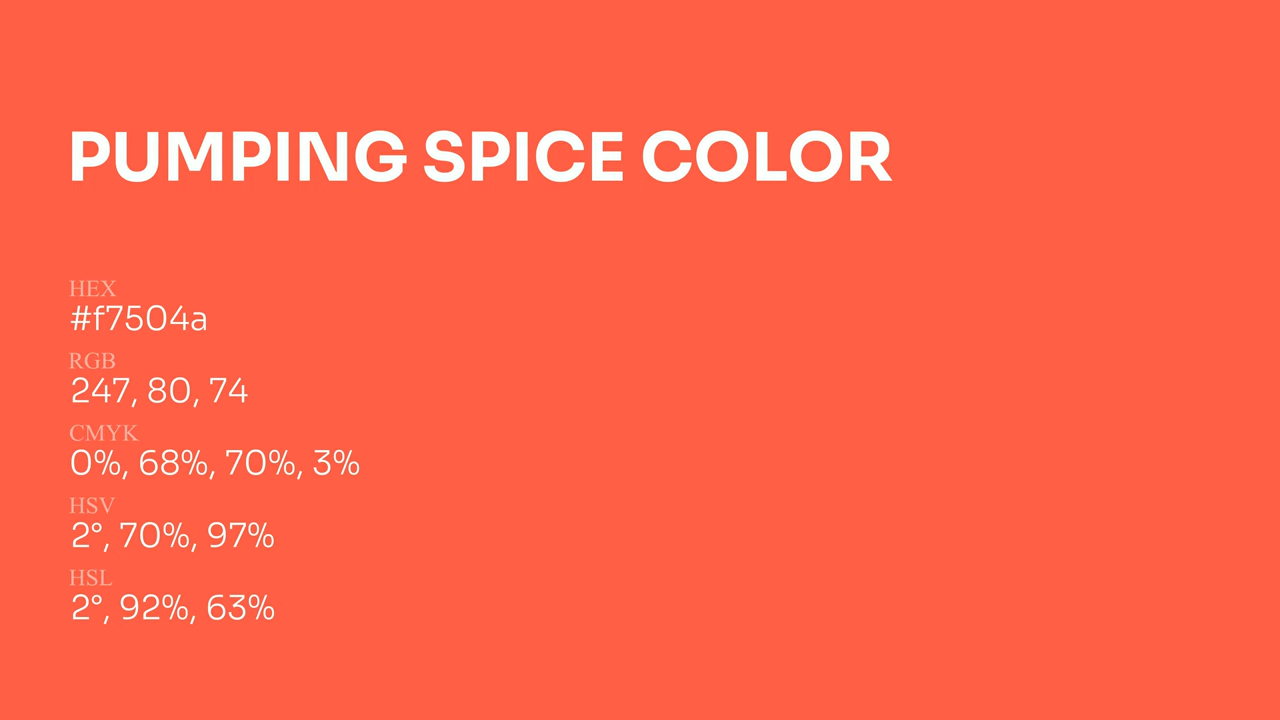 PUMPING SPICE COLOR
HEX
#f7504a
RGB
247, 80, 74
CMYK
0%, 68%, 70%, 3%
HSV
2°, 70%, 97%
HSL
2°, 92%, 63%